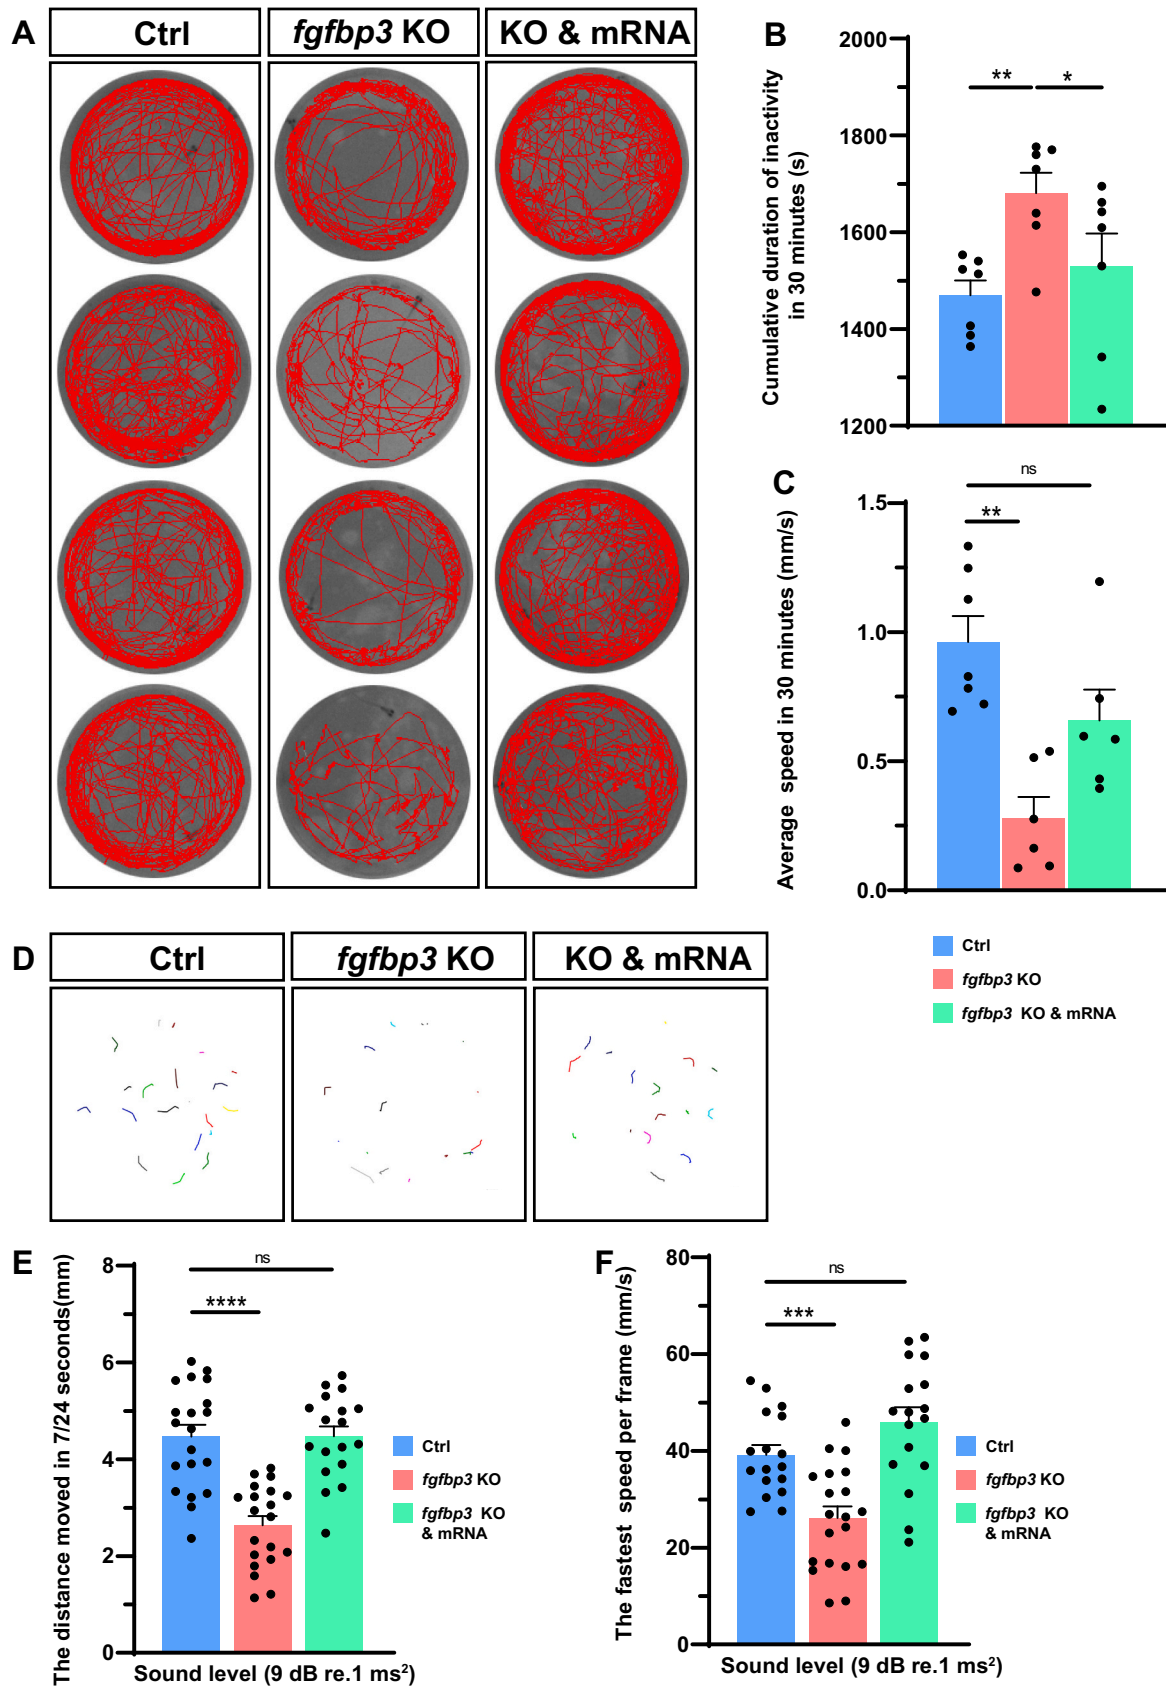 A
Ctrl
fgfbp3 KO
KO & mRNA
B
Cumulative duration of inactivity
in 30 minutes (s)
2000
1800
1600
1400
1200
**
*
C
Average speed in 30 minutes (mm/s)
1.5
1.0
0.5
0.0
ns
**
Ctrl
fgfbp3 KO
fgfbp3 KO & mRNA
D
Ctrl
fgfbp3 KO
KO & mRNA
E
The distance moved in 7/24 seconds(mm)
8
6
4
2
0
ns
****
Sound level (9 dB re.1 ms²)
Ctrl
fgfbp3 KO
fgfbp3 KO
& mRNA
F
The fastest speed per frame (mm/s)
80
60
40
20
0
ns
***
Sound level (9 dB re.1 ms²)
Ctrl
fgfbp3 KO
fgfbp3 KO
& mRNA